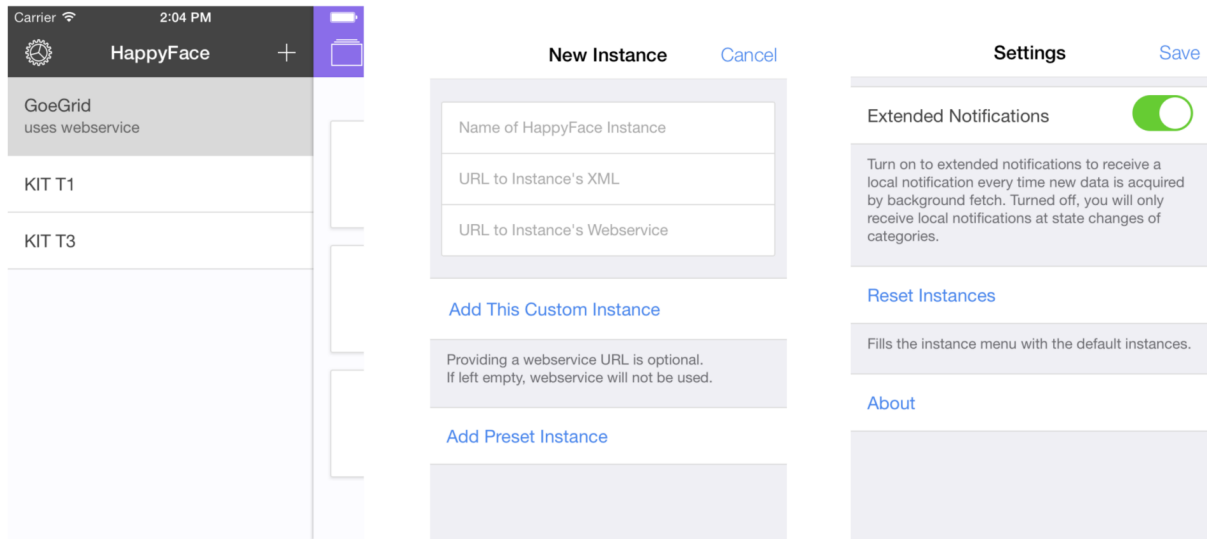 Carrier 2:04 PM
HappyFace +
GoeGrid
uses webservice
KIT T1
KIT T3
New Instance Cancel
Name of HappyFace Instance
URL to Instance's XML
URL to Instance's Webservice
Add This Custom Instance
Providing a webservice URL is optional.
If left empty, webservice will not be used.
Add Preset Instance
Settings Save
Extended Notifications
Turn on to extended notifications to receive a
local notification every time new data is acquired
by background fetch. Turned off, you will only
receive local notifications at state changes of
categories.
Reset Instances
Fills the instance menu with the default instances.
About